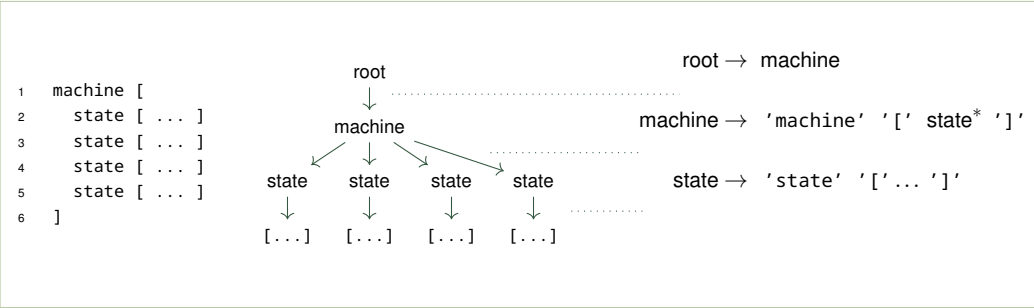 1 machine [
2 state [ ... ]
3 state [ ... ]
4 state [ ... ]
5 state [ ... ]
6 ]
root
machine
state state state state
[...] [...] [...] [...]
root → machine
machine → 'machine' '[' state* ']'
state → 'state' '[' ... ']'